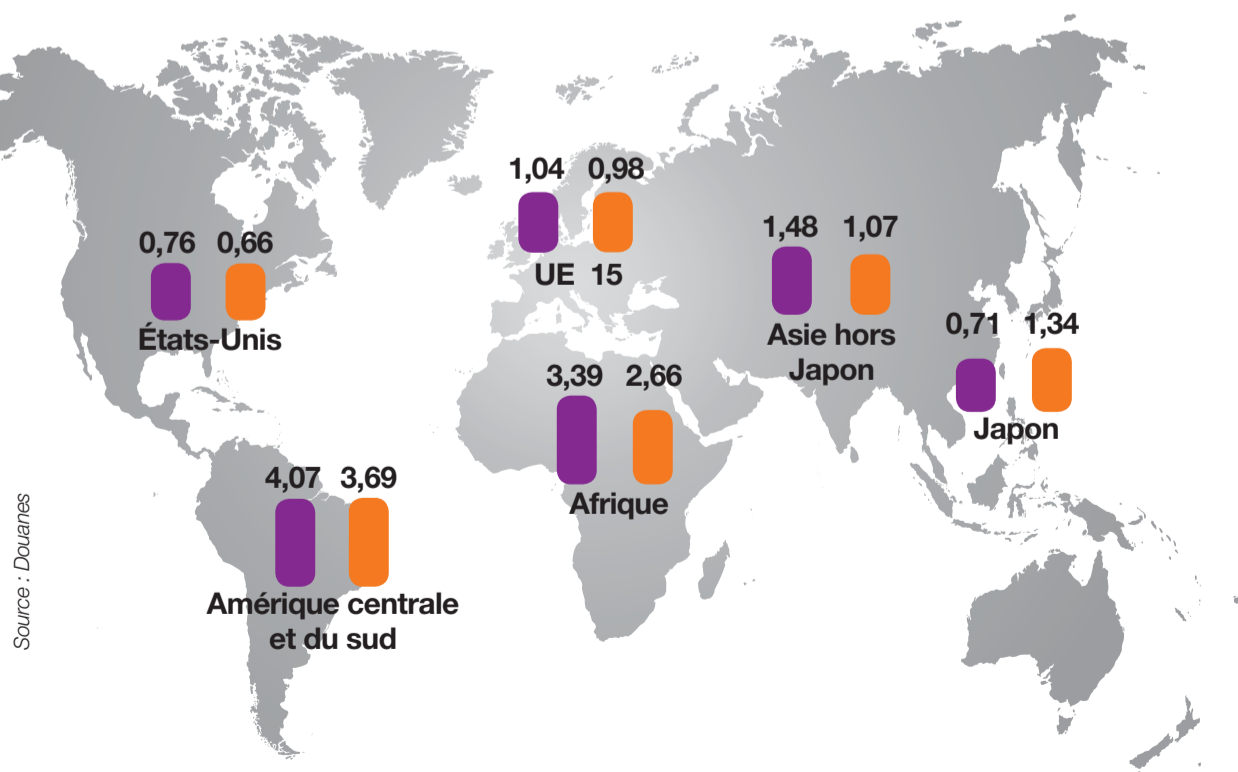 1,04 0,98
UE 15
0,76 0,66
États-Unis
1,48 1,07
Asie hors
Japon
0,71 1,34
Japon
3,39 2,66
Afrique
4,07 3,69
Amérique centrale
et du sud
Source : Douanes